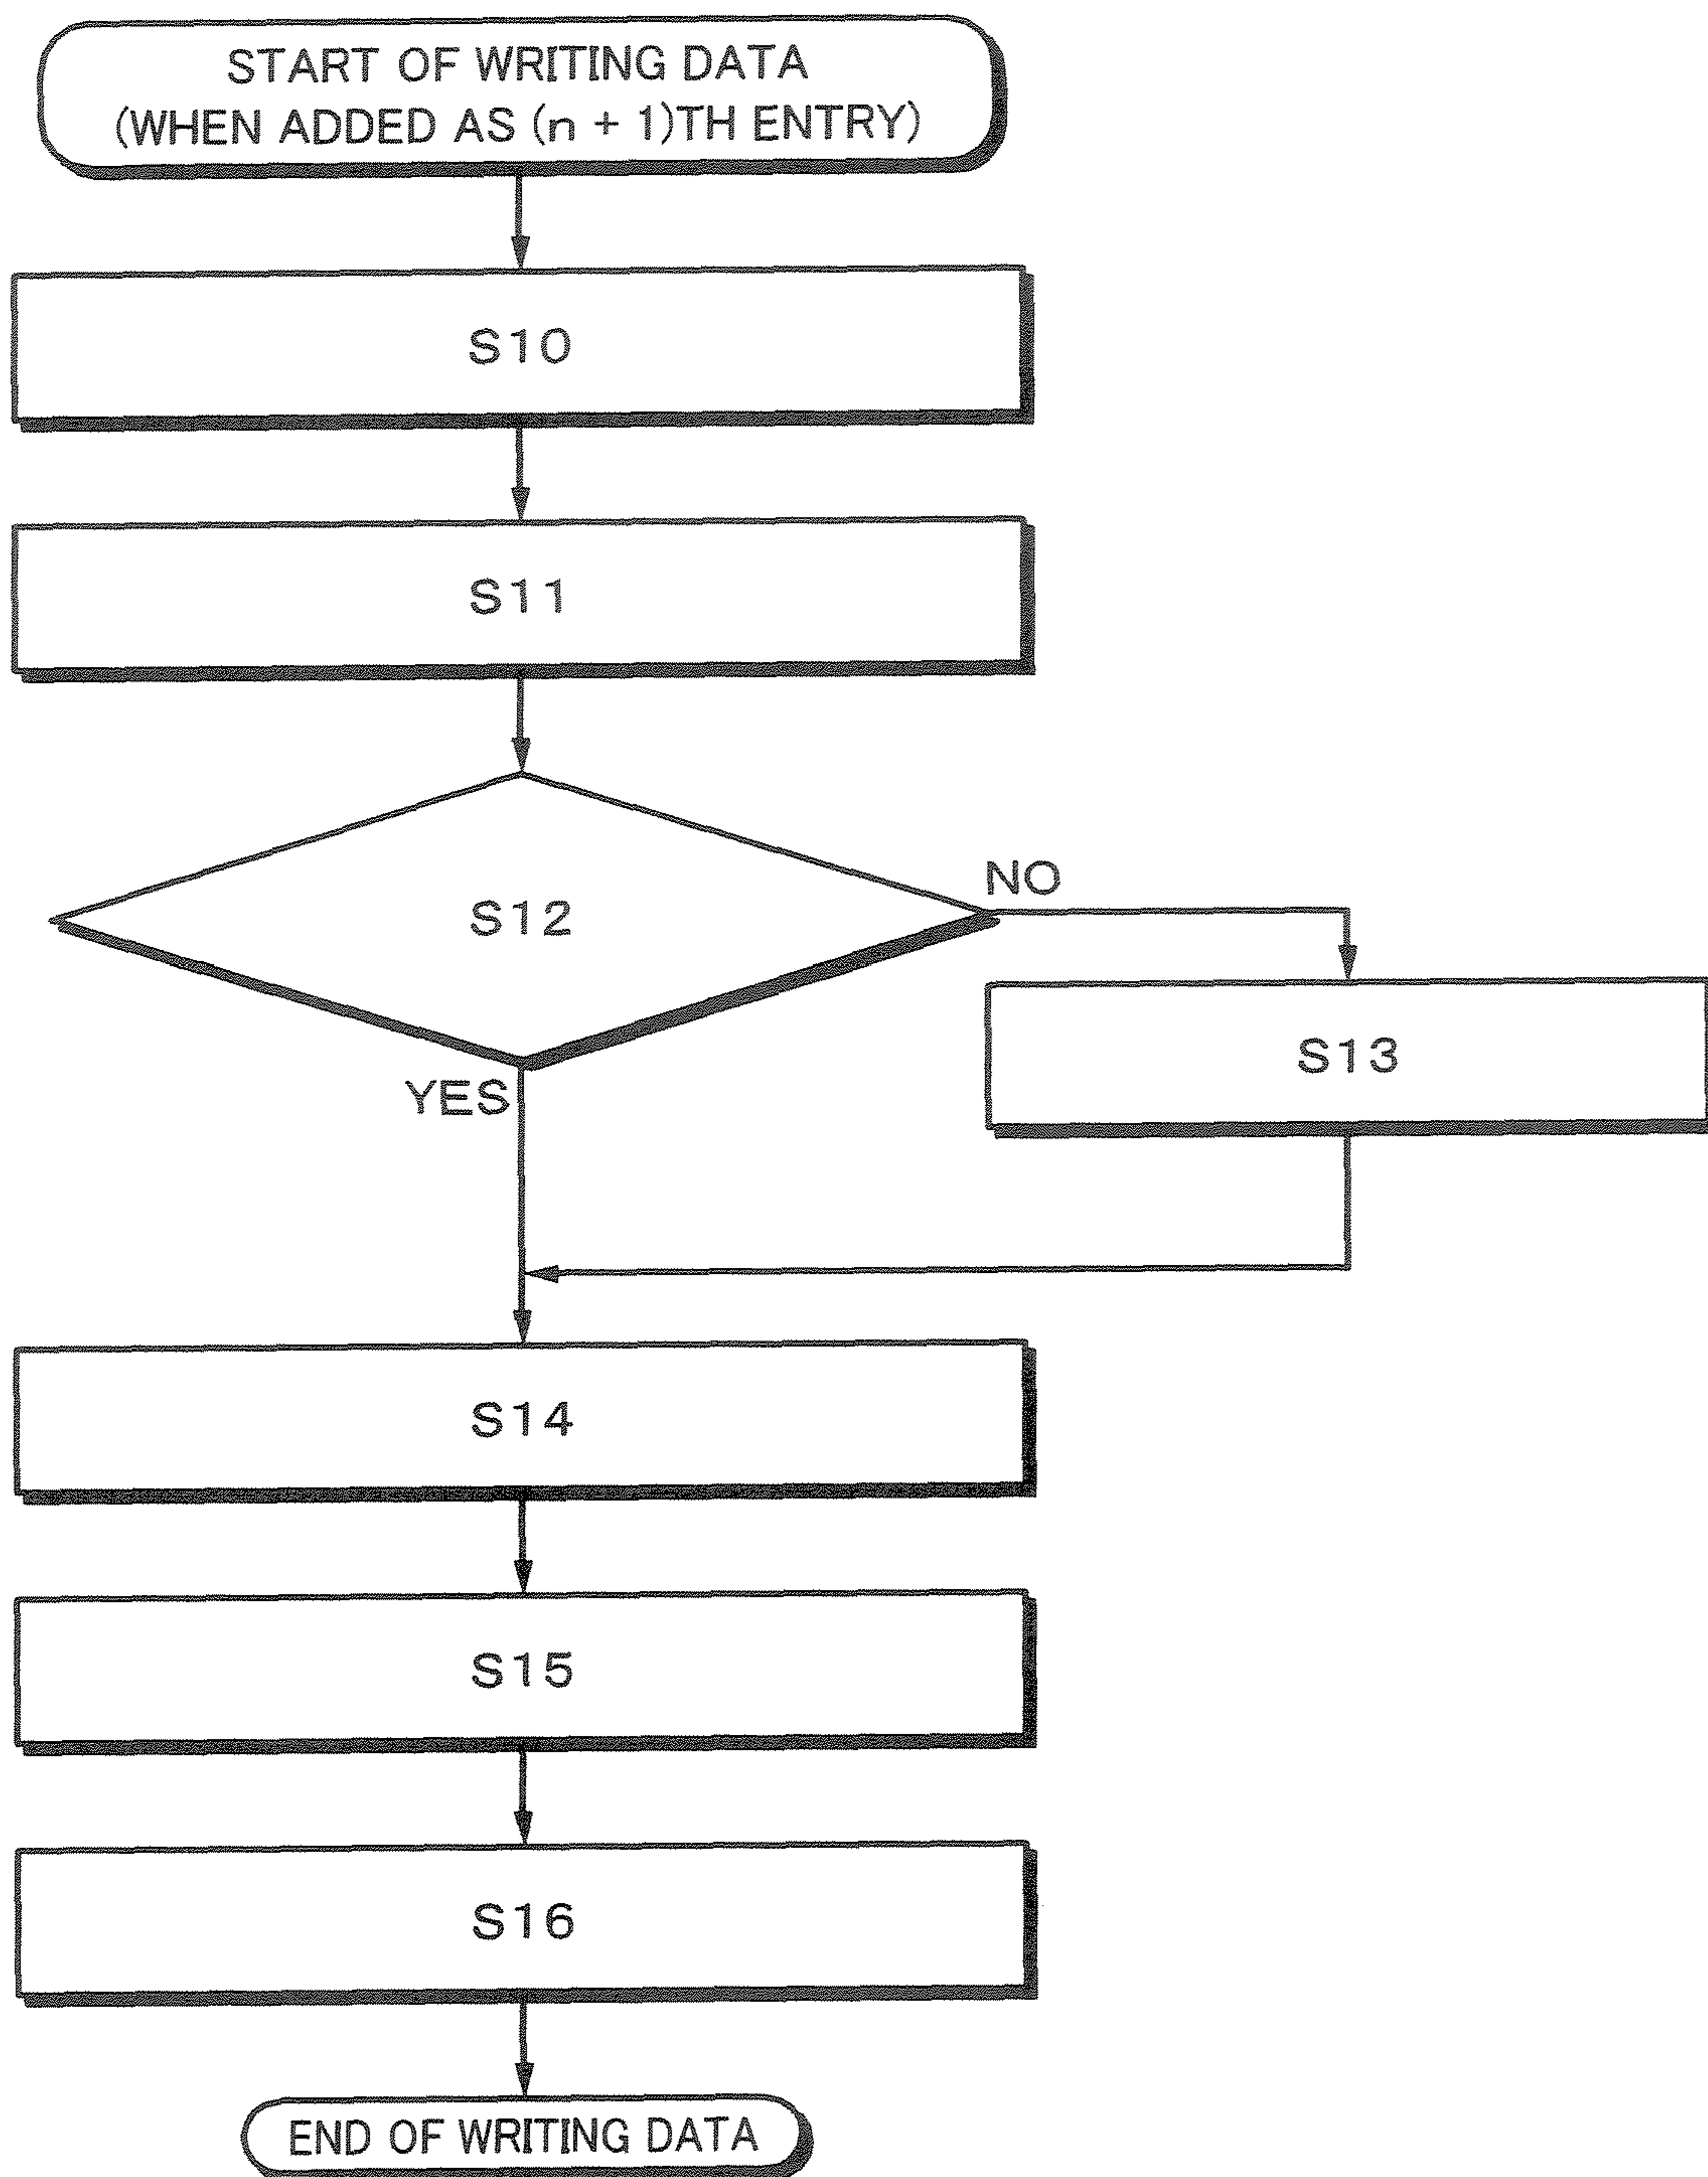 START OF WRITING DATA
(WHEN ADDED AS (n + 1)TH ENTRY)
S10
S11
S12
NO
S13
YES
S14
S15
S16
END OF WRITING DATA